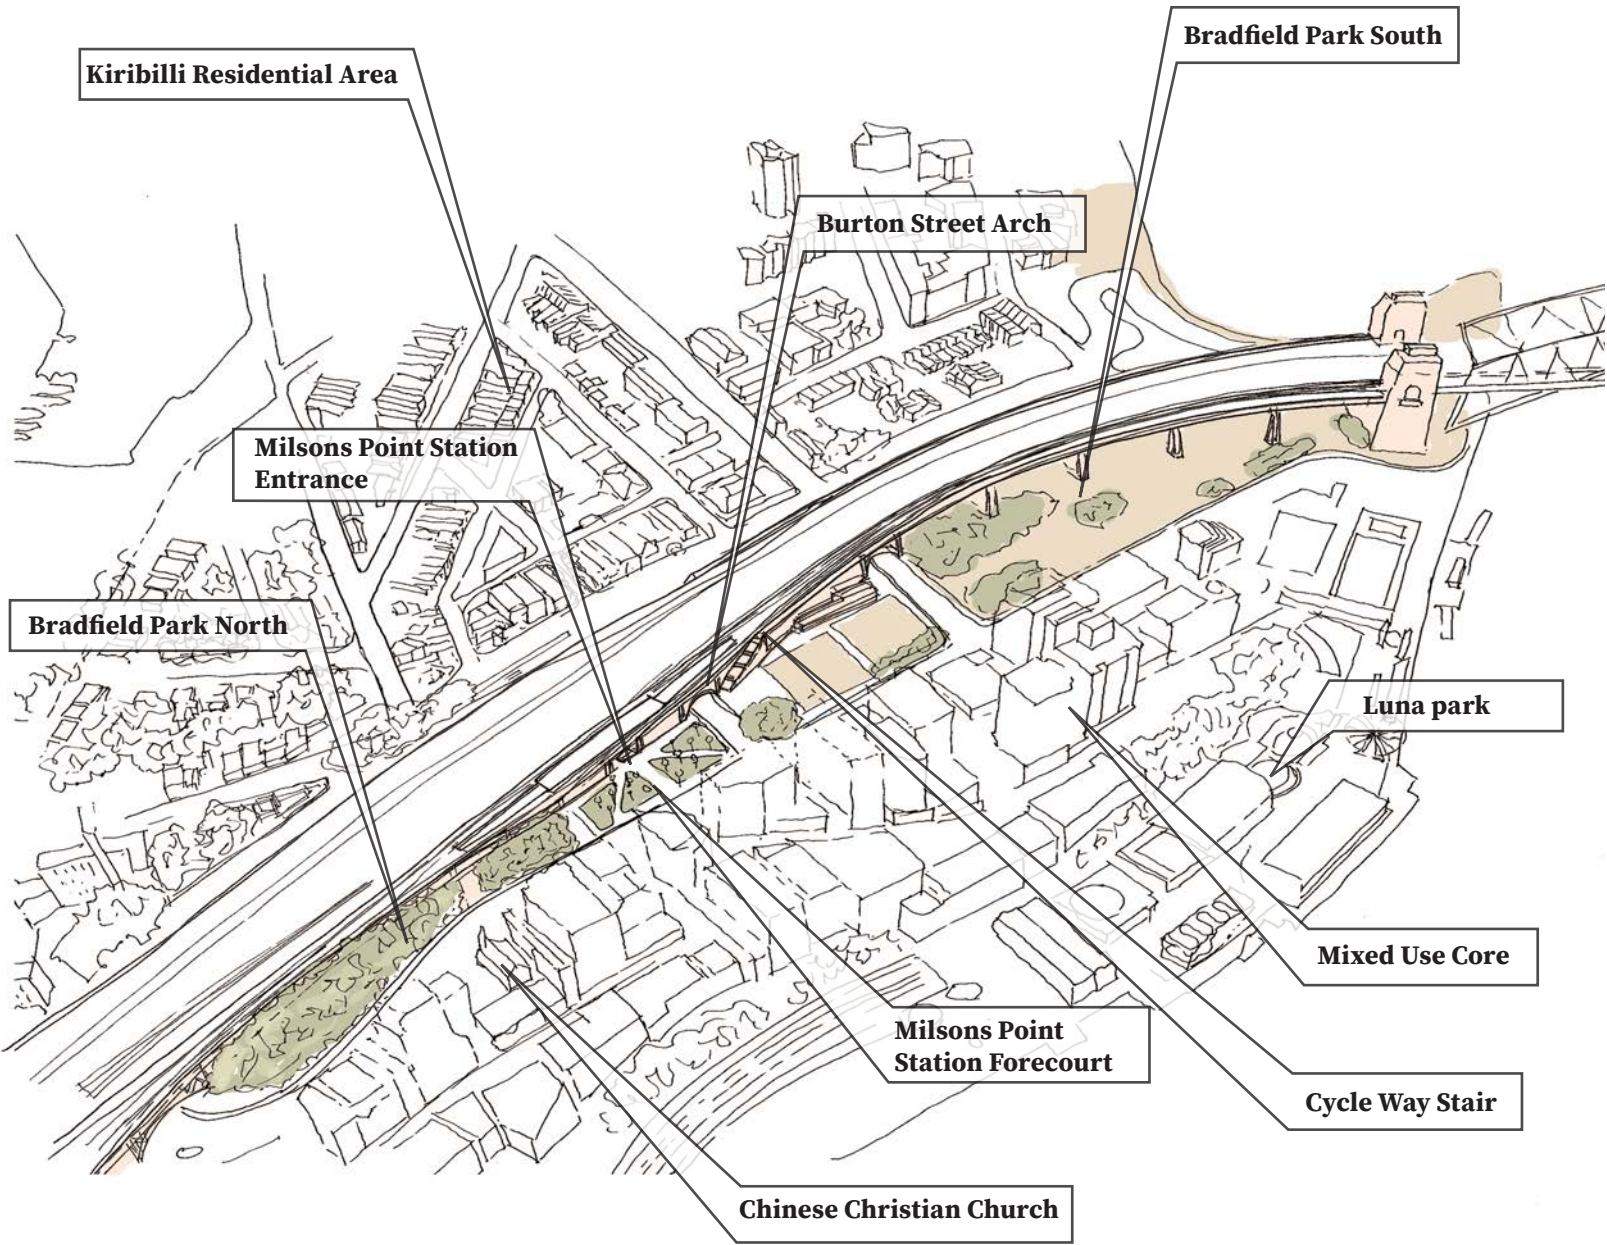 Bradfield Park South
Kiribilli Residential Area
Burton Street Arch
Milsons Point Station
Entrance
Bradfield Park North
Luna park
Mixed Use Core
Milsons Point
Station Forecourt
Cycle Way Stair
Chinese Christian Church